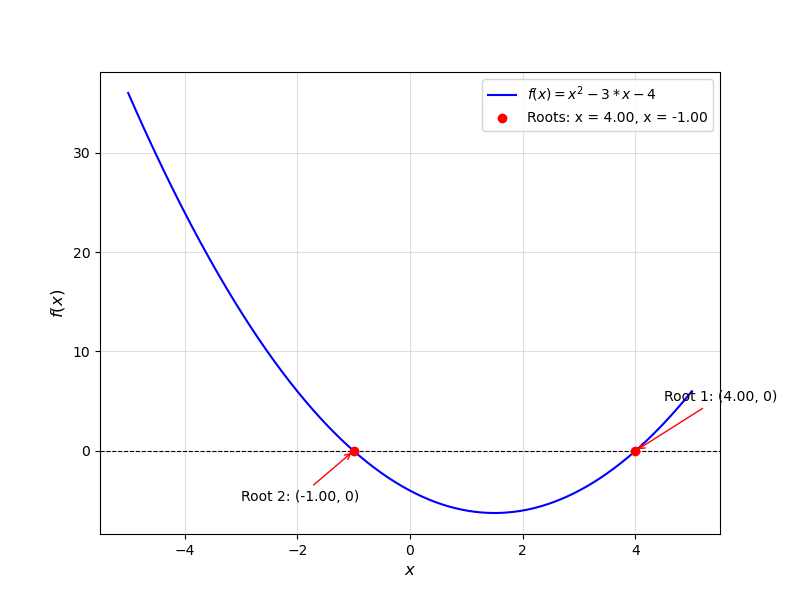 f(x) = x² − 3 * x − 4
Roots: x = 4.00, x = -1.00
30
20
10
0
f(x)
Root 1: (4.00, 0)
Root 2: (-1.00, 0)
−4
−2
0
2
4
x